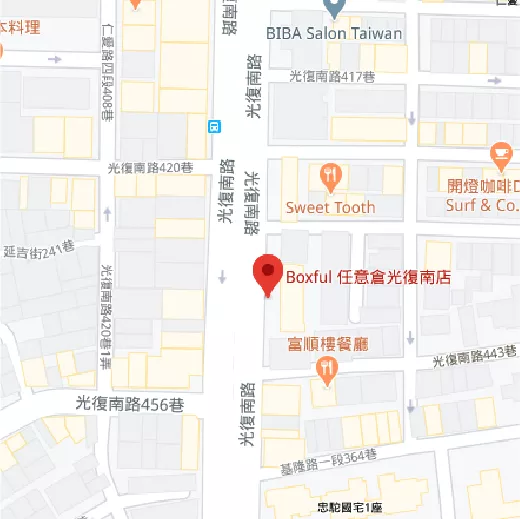 本料理
仁愛路四段408巷
BIBA Salon Taiwan
光復南路
光復南路417巷
光復南路420巷
光復南路
光復南路
Sweet Tooth
開燈咖啡
Surf & Co.
延吉街241巷
Boxful 任意倉光復南店
光復南路420巷1弄
富順樓餐廳
光復南路443巷
光復南路456巷
光復南路
基隆路一段364巷
忠駝國宅1座